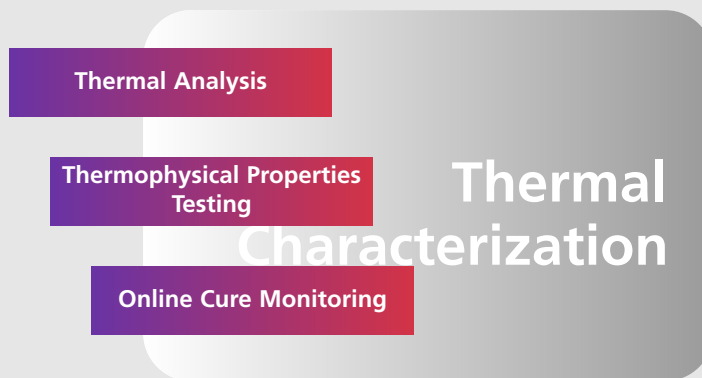 Thermal Analysis
Thermophysical Properties
Testing
Thermal
Characterization
Online Cure Monitoring